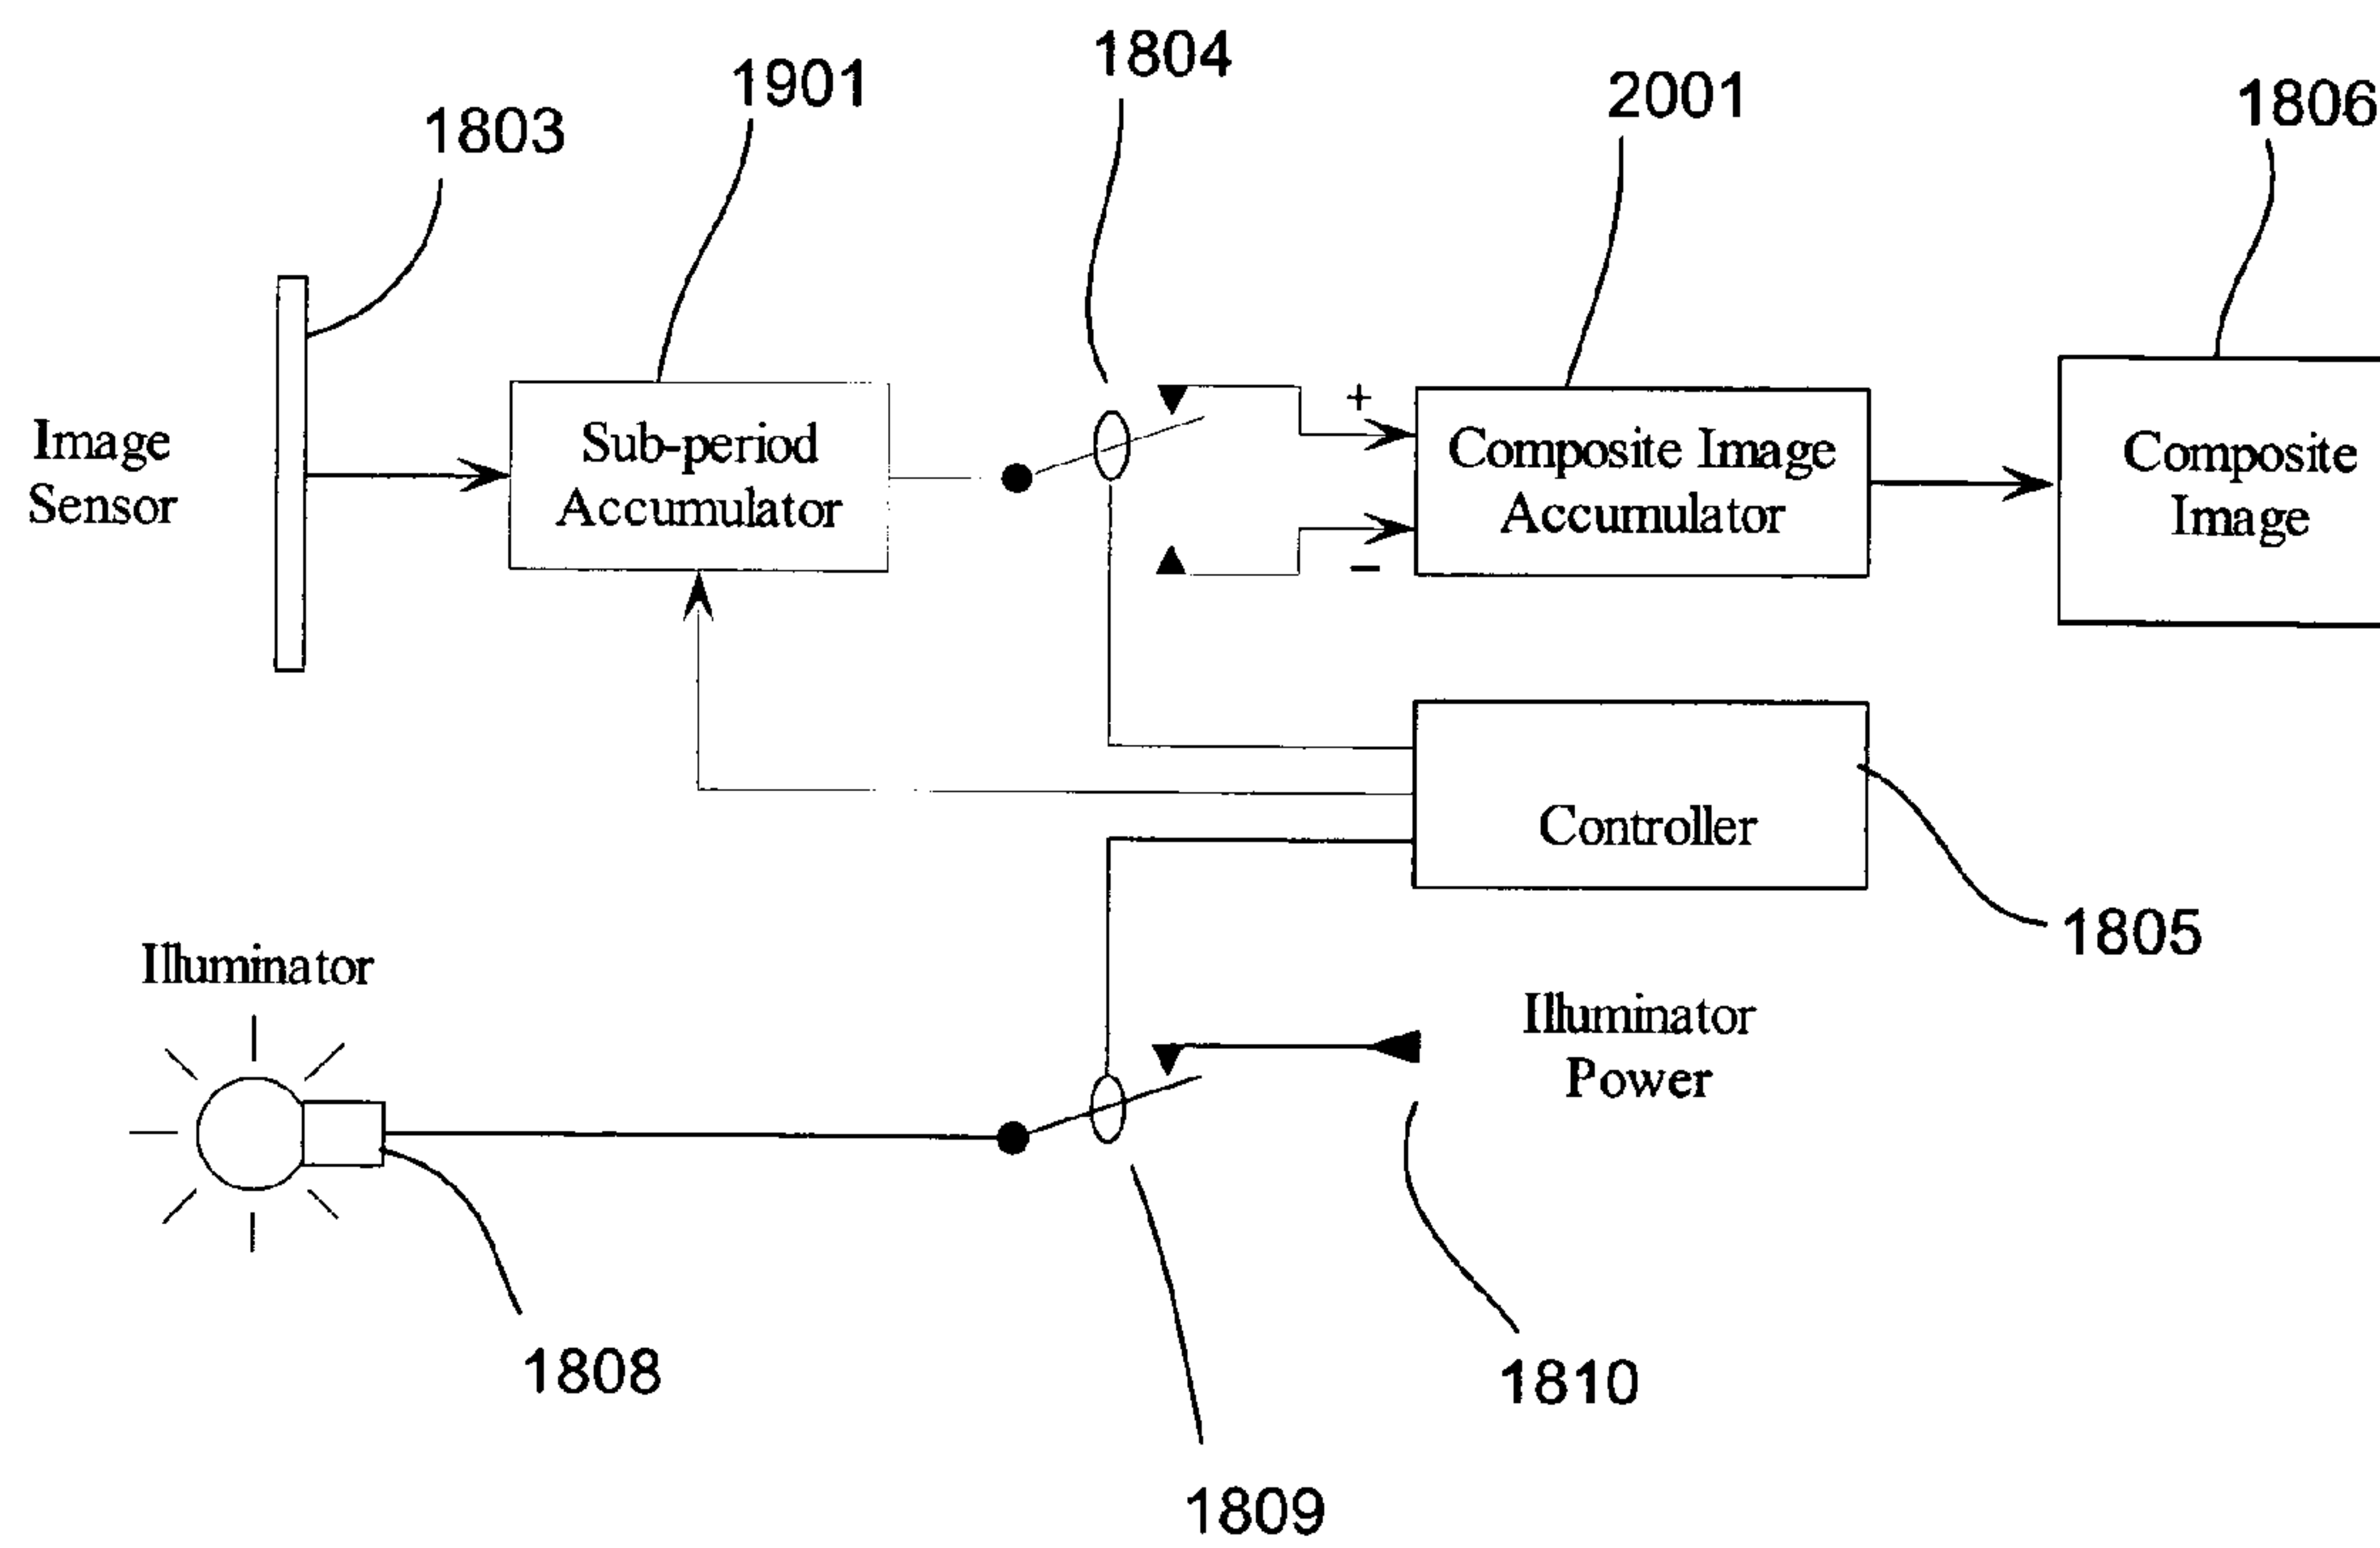 1804
1901
2001
1806
1803
+
Image
Sensor
Sub-period
Accumulator
Composite Image
Accumulator
Composite
Image
−
Controller
1805
Illuminator
Illuminator
Power
1808
1810
1809